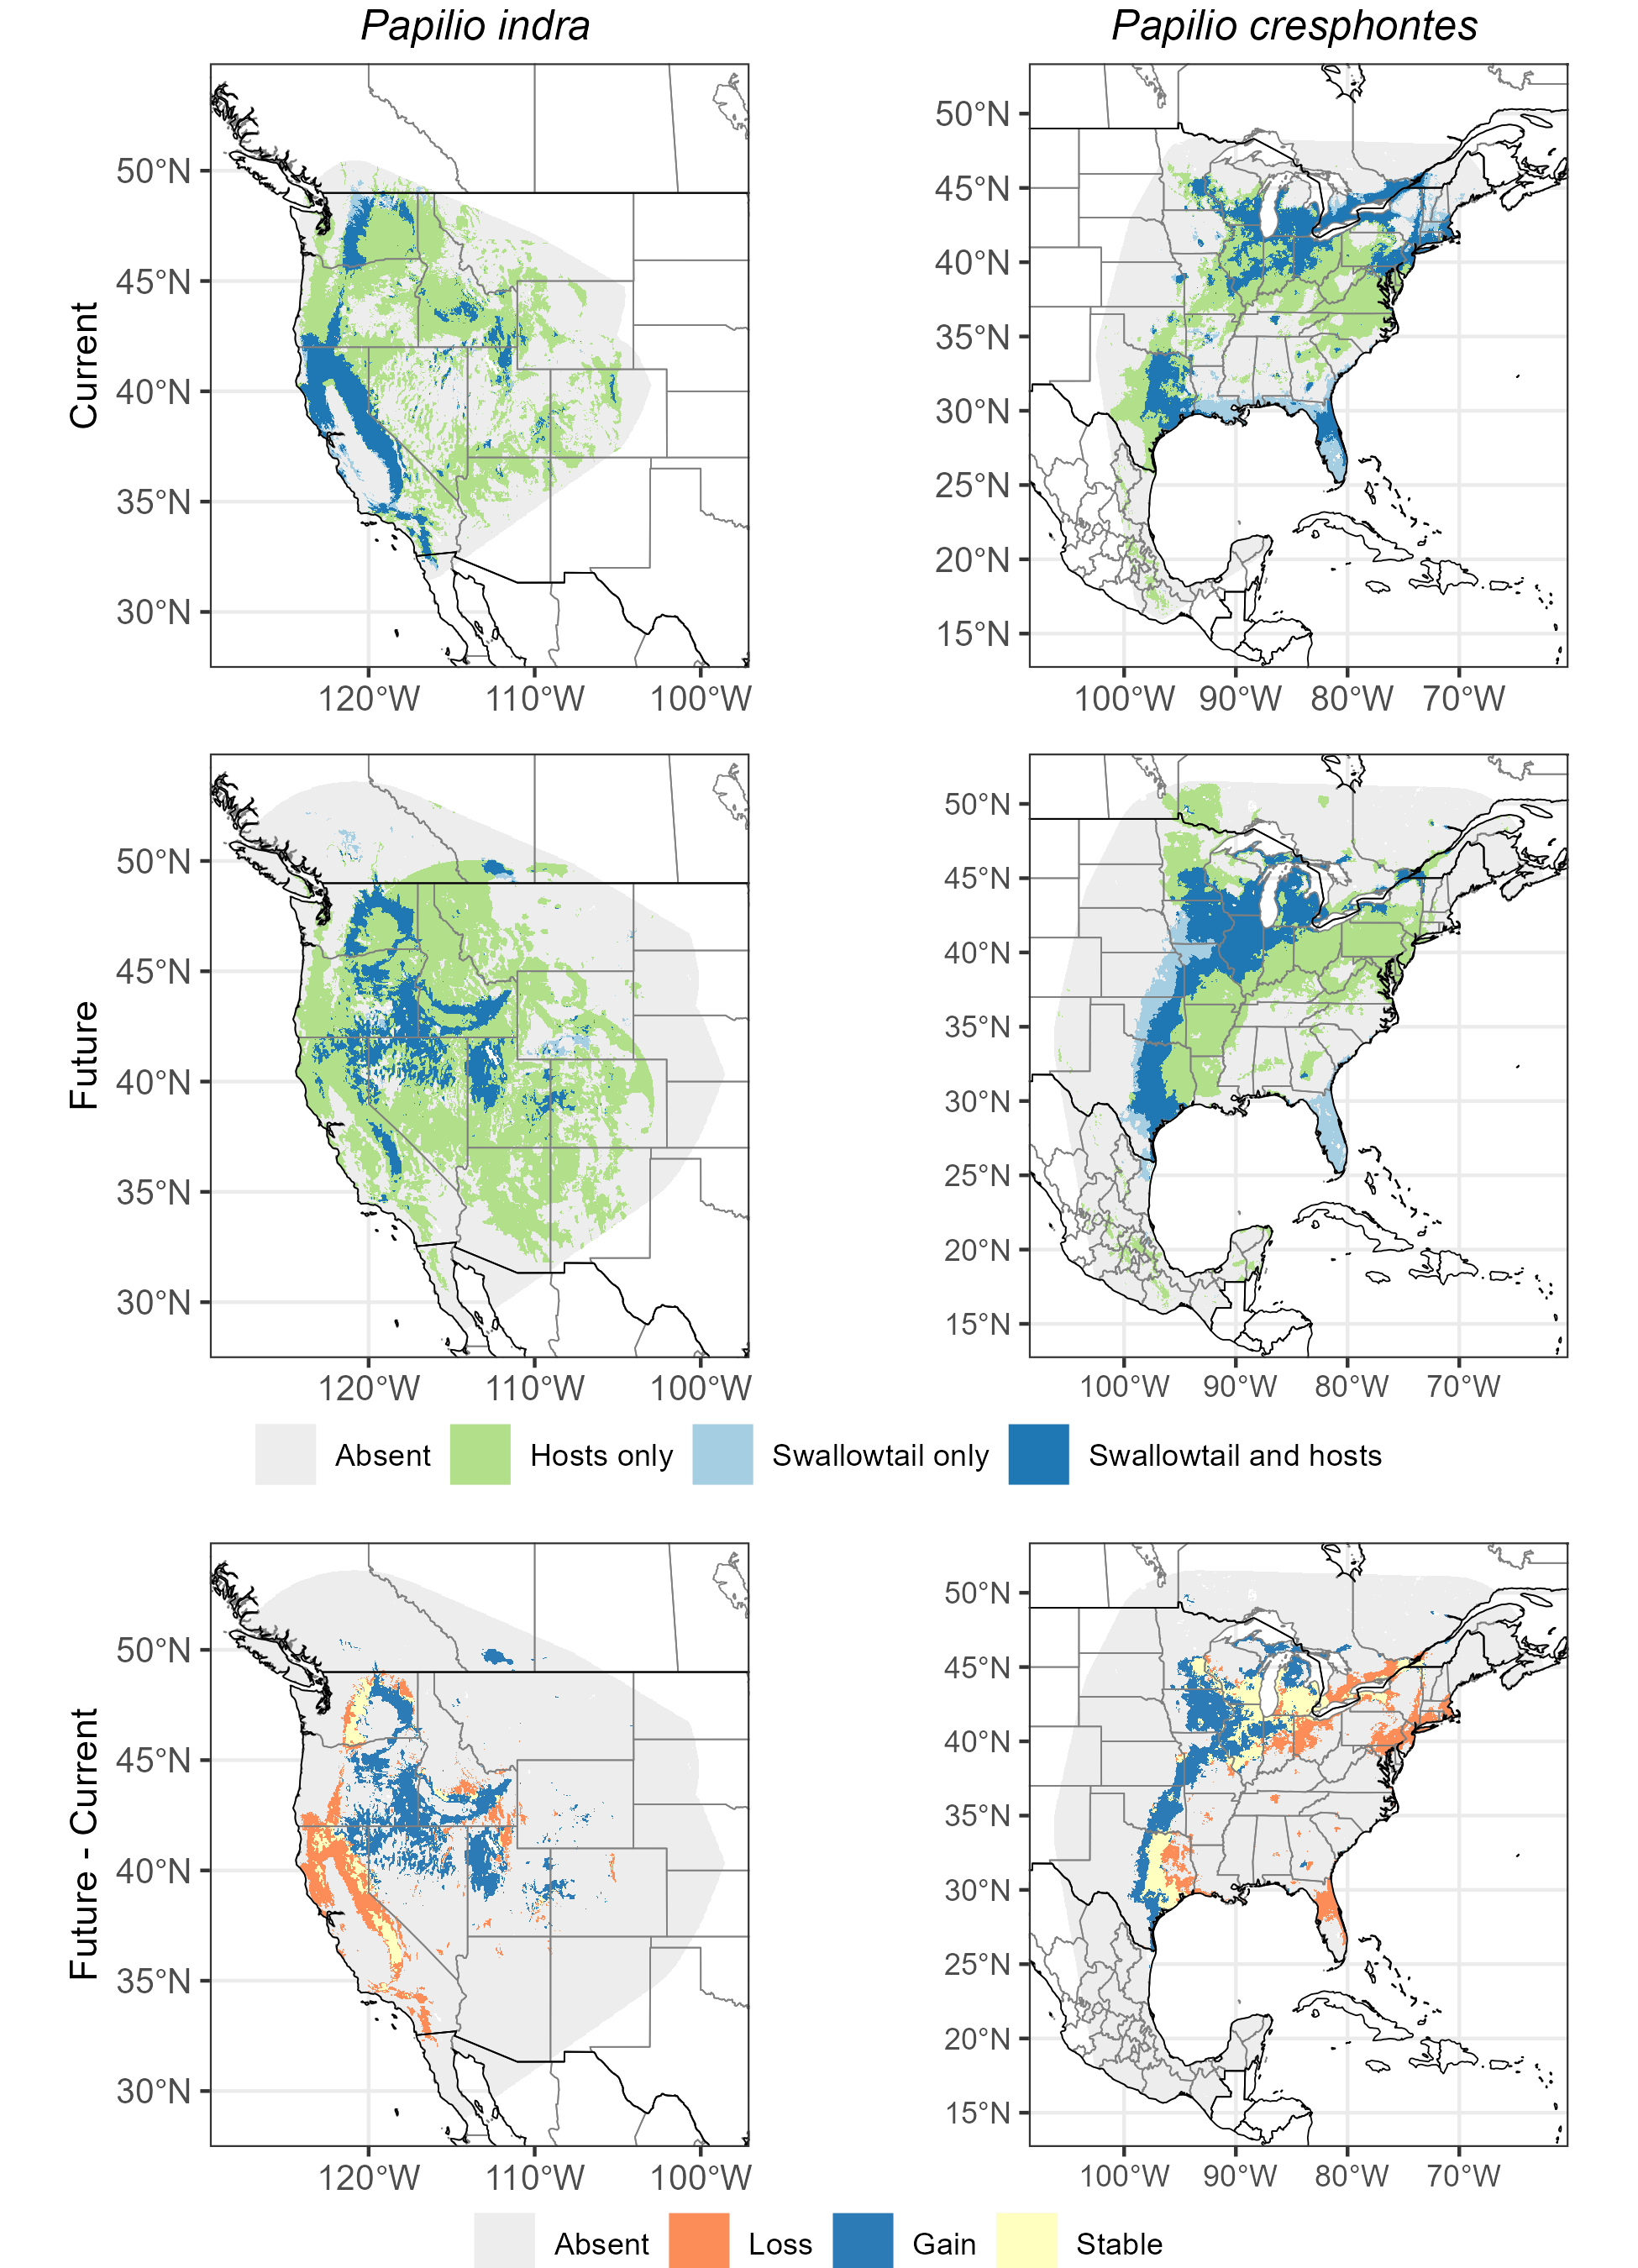 Papilio indra
Papilio cresphontes
Current
50°N
45°N
40°N
35°N
30°N
120°W 110°W 100°W
50°N
45°N
40°N
35°N
30°N
25°N
20°N
15°N
100°W 90°W 80°W 70°W
Future
50°N
45°N
40°N
35°N
30°N
120°W 110°W 100°W
50°N
45°N
40°N
35°N
30°N
25°N
20°N
15°N
100°W 90°W 80°W 70°W
Absent Hosts only Swallowtail only Swallowtail and hosts
Future - Current
50°N
45°N
40°N
35°N
30°N
120°W 110°W 100°W
50°N
45°N
40°N
35°N
30°N
25°N
20°N
15°N
100°W 90°W 80°W 70°W
Absent Loss Gain Stable